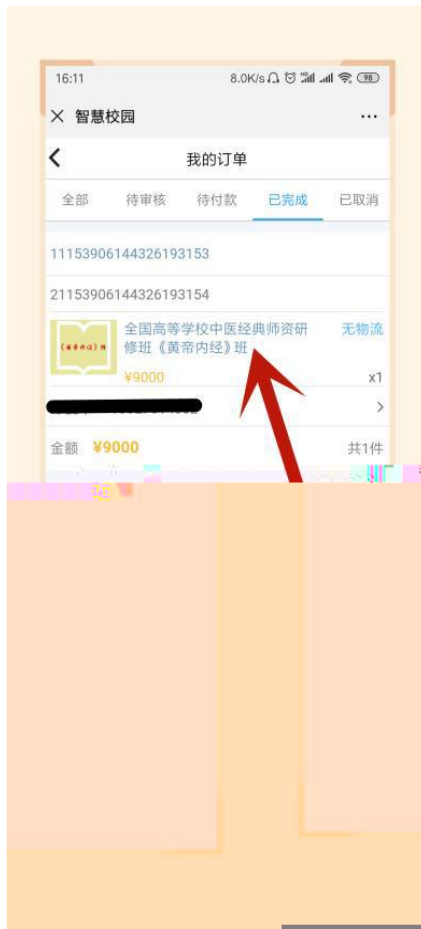 16:11 8.0K/s 98
智慧校园
我的订单
全部 待审核 待付款 已完成 已取消
11153906144326193153
21153906144326193154
全国高等学校中医经典师资研 无物流
修班《黄帝内经》班
¥9000 x1
金额 ¥9000 共1件